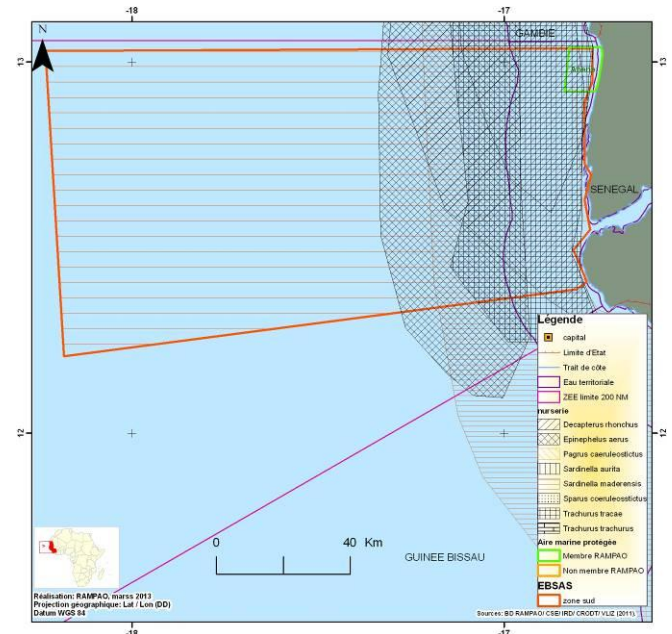 -18
-17
N
GAMBIE
13
13
SENEGAL
Légende
capital
Limite d'Etat
Trait de côte
Eau territoriale
ZEE limite 200 NM
nurserie
Decapterus rhonchus
Epinephelus aerus
Pagrus caeruleostictus
Sardinella aurita
Sardinella maderensis
Sparus coeruleosstictus
Trachurus tracae
Trachurus trachurus
Aire marine protégée
Membre RAMPAO
Non membre RAMPAO
EBSAS
zone sud
12
12
0
40 Km
GUINEE BISSAU
Réalisation: RAMPAO, marss 2013
Projection géographique: Lat / Lon (DD)
Datum WGS 84
Sources: BD RAMPAO/ CSE/IRD/ CRODT/ VLIZ (2011).
-18
-17